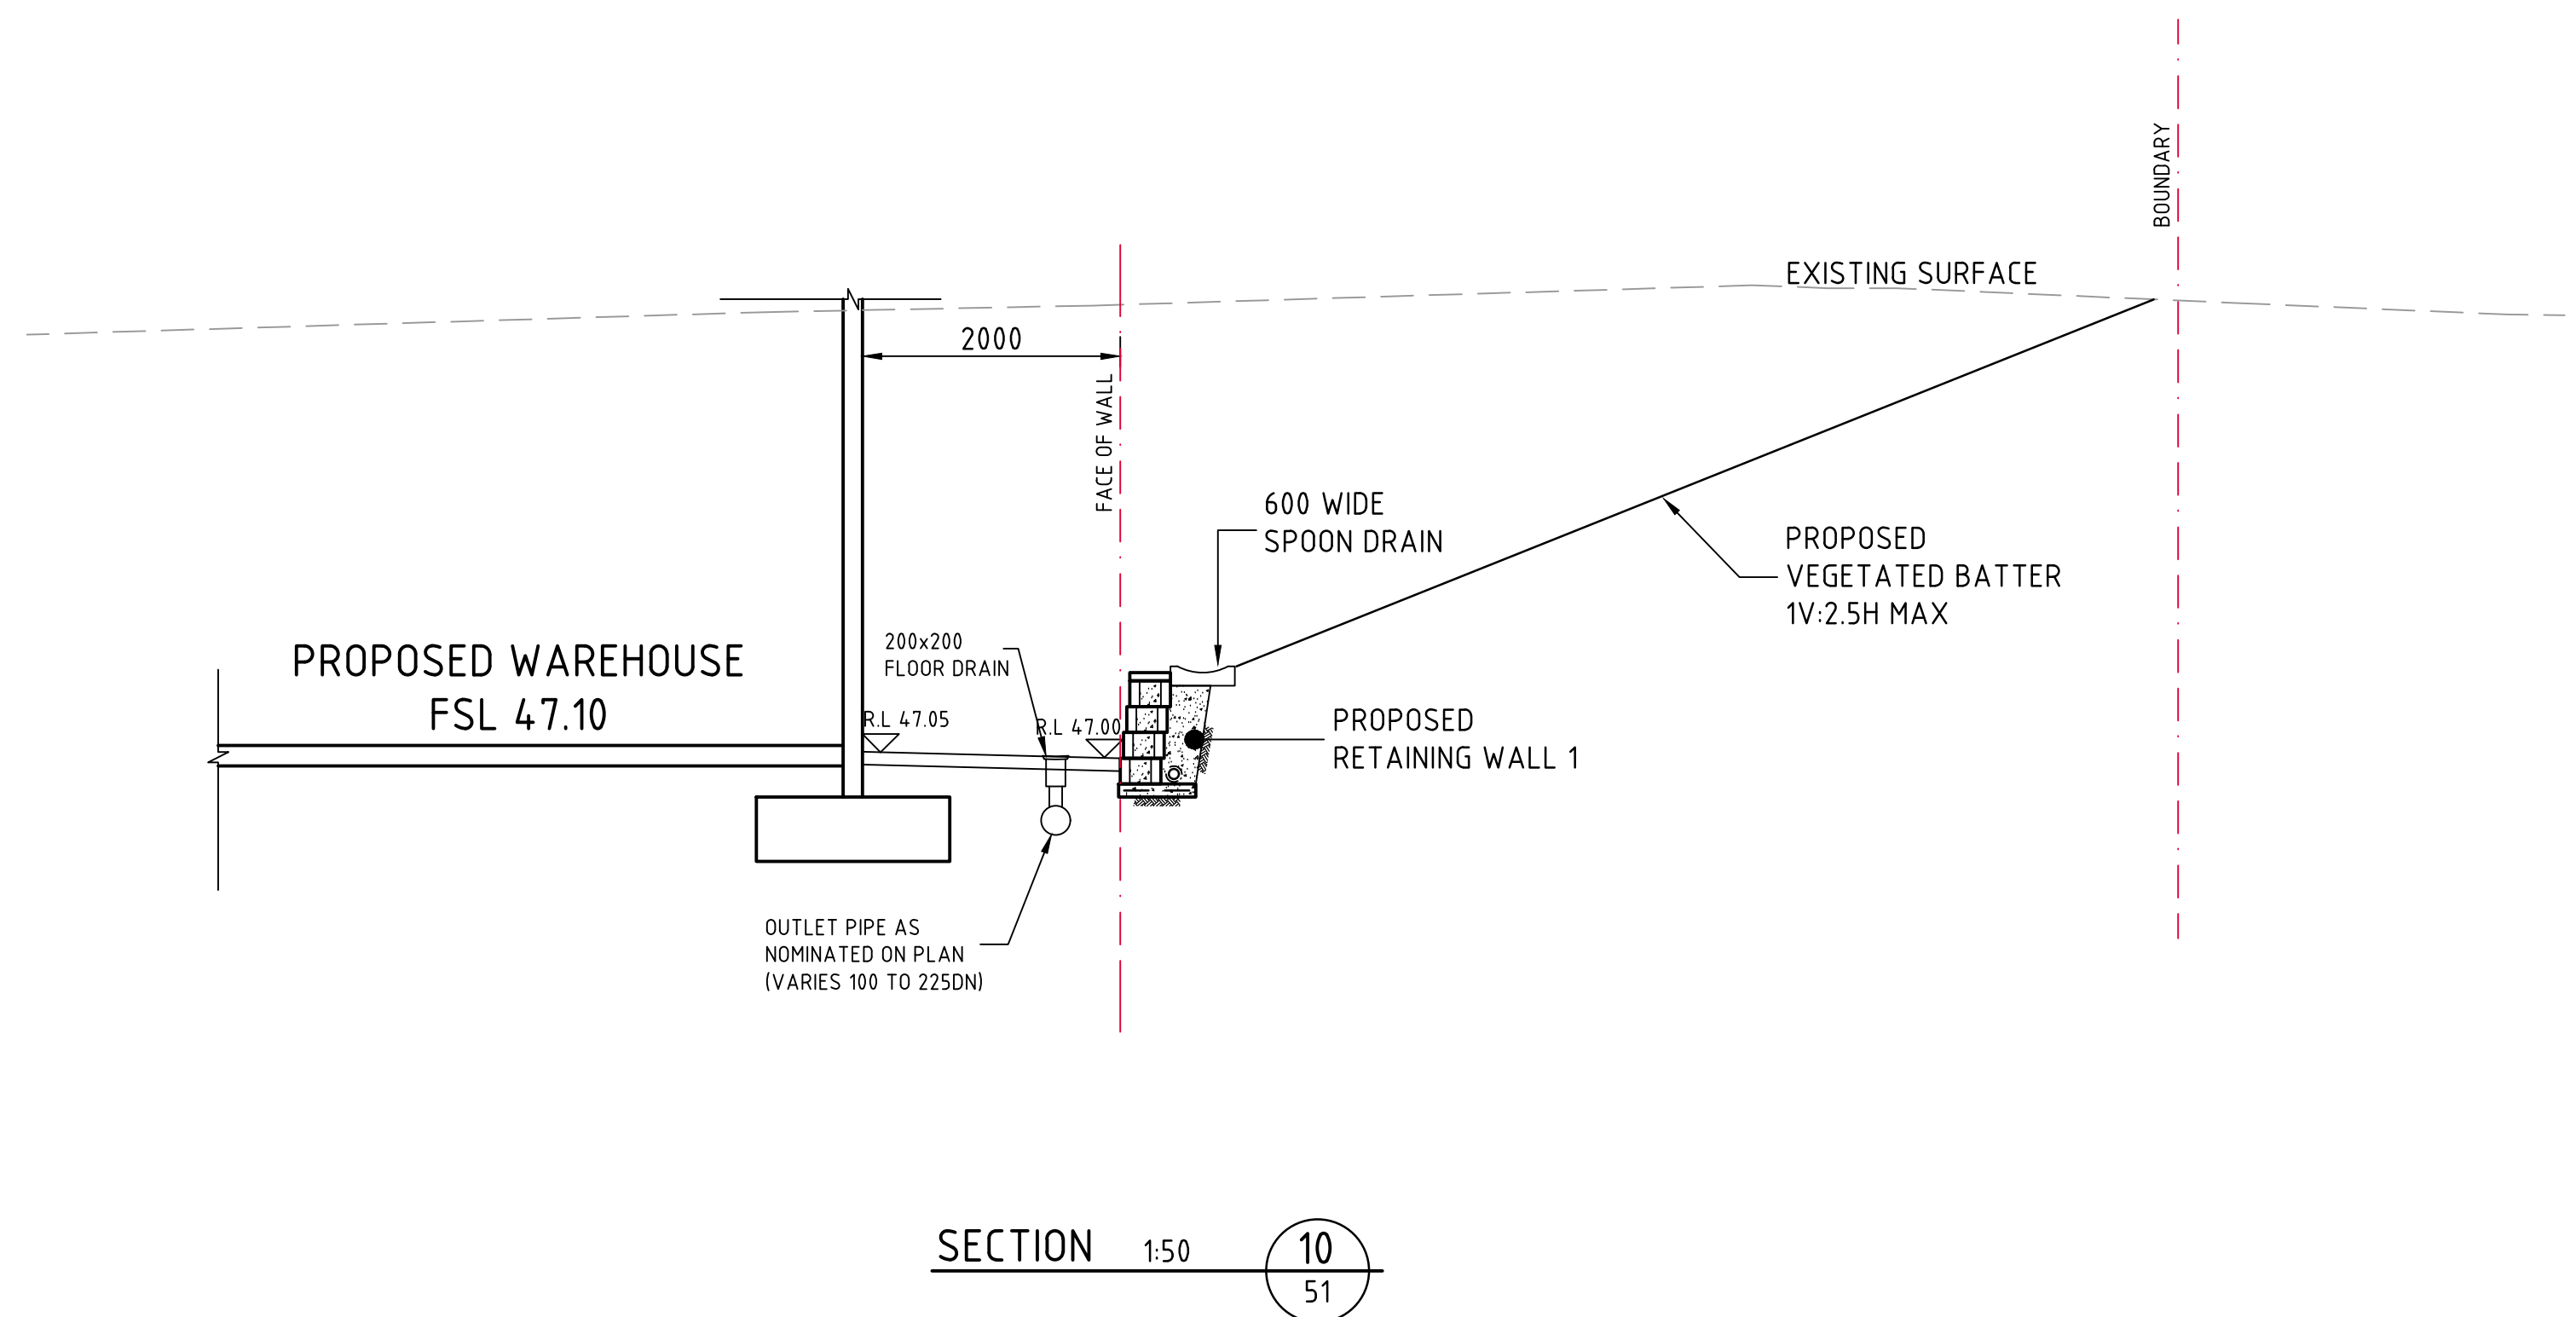 BOUNDARY
EXISTING SURFACE
2000
FACE OF WALL
600 WIDE
SPOON DRAIN
PROPOSED
VEGETATED BATTER
1V:2.5H MAX
200x200
FLOOR DRAIN
PROPOSED WAREHOUSE
FSL 47.10
R.L 47.05
R.L 47.00
PROPOSED
RETAINING WALL 1
OUTLET PIPE AS
NOMINATED ON PLAN
(VARIES 100 TO 225DN)
SECTION 1:50 10
51